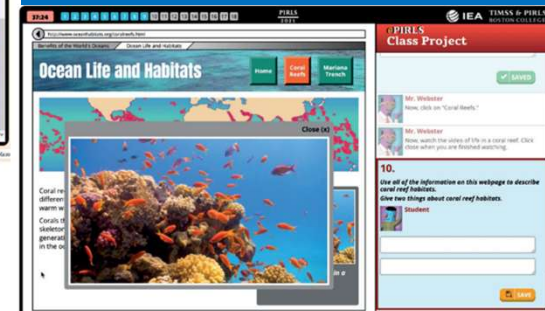 37:24 1 2 3 4 5 6 7 8 9 10 11 12 13 14 15 16 17 18
PIRLS
2021
IEA TIMSS & PIRLS
BOSTON COLLEGE
ePIRLS
Class Project
http://www.oceanhabitats.org/coralreefs.html
Benefits of the World's Oceans
Ocean Life and Habitats
Ocean Life and Habitats
Home
Coral
Reefs
Mariana
Trench
SAVED
Mr. Webster
Now, click on "Coral Reefs."
Close (x)
Mr. Webster
Now, watch the video of life in a coral reef. Click
close when you are finished watching.
Coral re
different
warm w
Corals th
skeleton
generati
in the oc
in a
10.
Use all of the information on this webpage to describe
coral reef habitats.
Give two things about coral reef habitats.
Student
SAVE